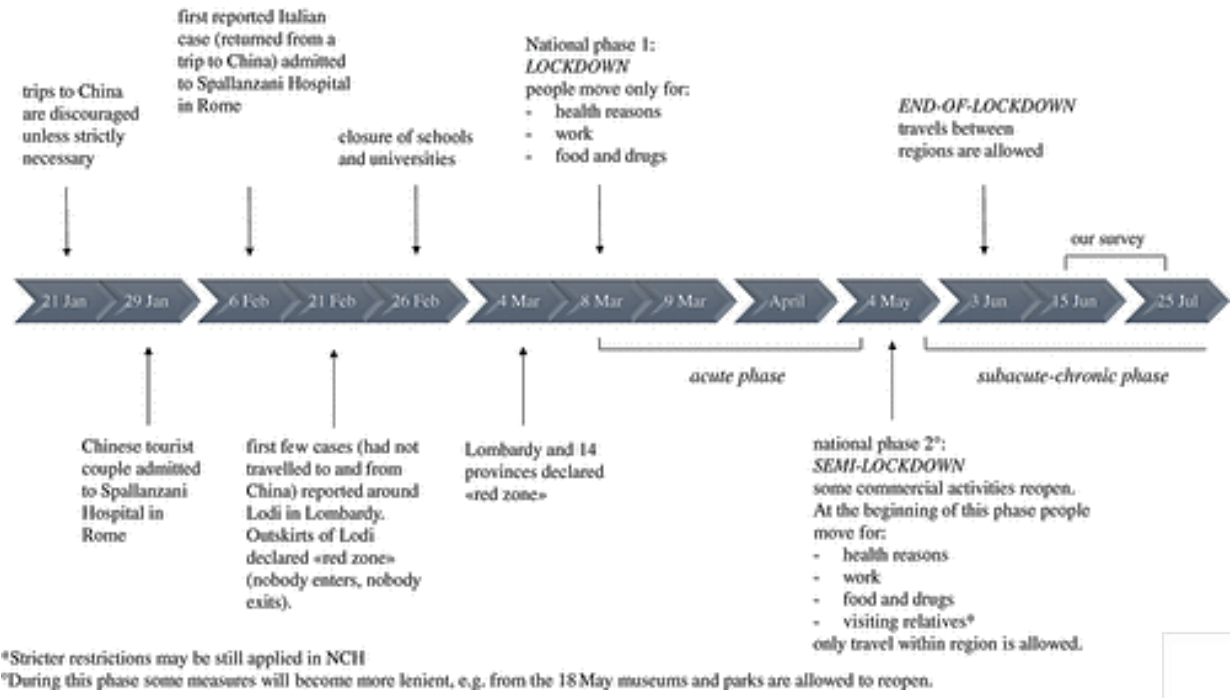 trips to China
are discouraged
unless strictly
necessary
first reported Italian
case (returned from a
trip to China) admitted
to Spallanzani Hospital
in Rome
closure of schools
and universities
National phase 1:
LOCKDOWN
people move only for:
- health reasons
- work
- food and drugs
END-OF-LOCKDOWN
travels between
regions are allowed
our survey
21 Jan
29 Jan
6 Feb
21 Feb
26 Feb
4 Mar
8 Mar
9 Mar
April
4 May
3 Jun
15 Jun
25 Jul
acute phase
subacute-chronic phase
Chinese tourist
couple admitted
to Spallanzani
Hospital in
Rome
first few cases (had not
travelled to and from
China) reported around
Lodi in Lombardy.
Outskirts of Lodi
declared «red zone»
(nobody enters, nobody
exits).
Lombardy and 14
provinces declared
«red zone»
national phase 2°:
SEMI-LOCKDOWN
some commercial activities reopen.
At the beginning of this phase people
move for:
- health reasons
- work
- food and drugs
- visiting relatives*
only travel within region is allowed.
*Stricter restrictions may be still applied in NCH
°During this phase some measures will become more lenient, e.g. from the 18 May museums and parks are allowed to reopen.